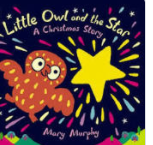 Little Owl and the Star
A Christmas Story
Mary Murphy